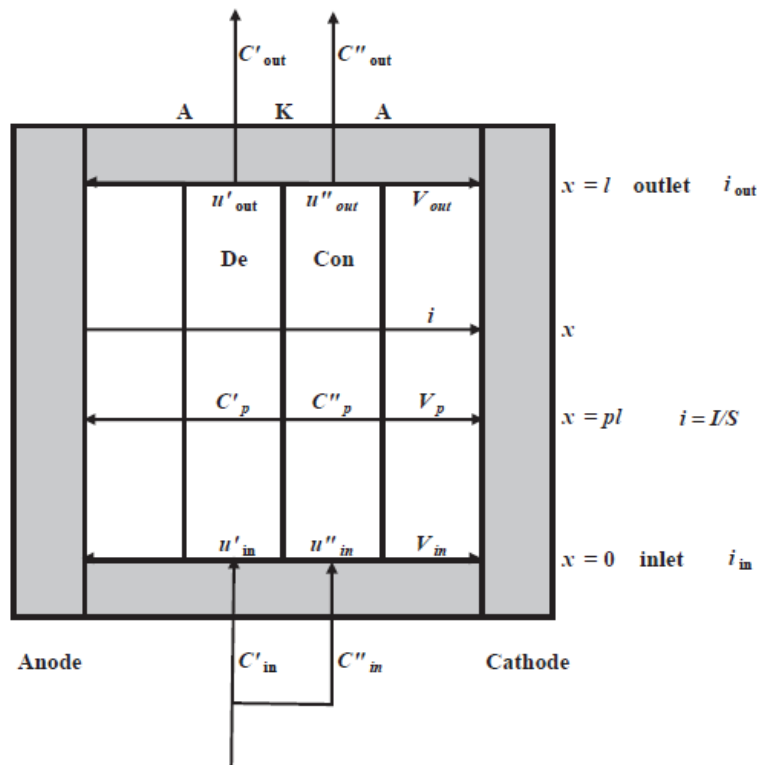 C′out C″out
A K A
u′out u″out Vout x = l outlet iout
De Con
i x
C′p C″p Vp x = pl i = I/S
u′in u″in Vin x = 0 inlet iin
Anode C′in C″in Cathode